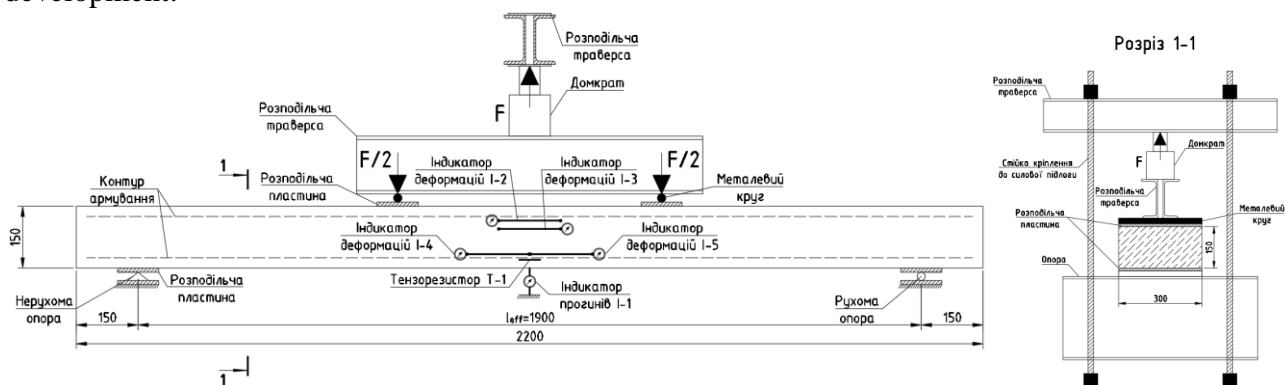 development.
Розподільча
траверса
Домкрат
F
Розподільча
траверса
F/2
F/2
1
Індикатор
деформацій І-2
Індикатор
деформацій І-3
Розподільча
пластина
Металевий
круг
Контур
армування
150
Індикатор
деформацій І-4
Індикатор
деформацій І-5
Тензорезистор Т-1
Розподільча
пластина
Індикатор
прогинів І-1
Нерухома
опора
Рухома
опора
150
leff=1900
150
2200
1
Розріз 1-1
Розподільча
траверса
Стійка кріплення
до силової підлоги
F
Домкрат
Розподільча
траверса
Розподільча
пластина
Металевий
круг
150
Опора
300